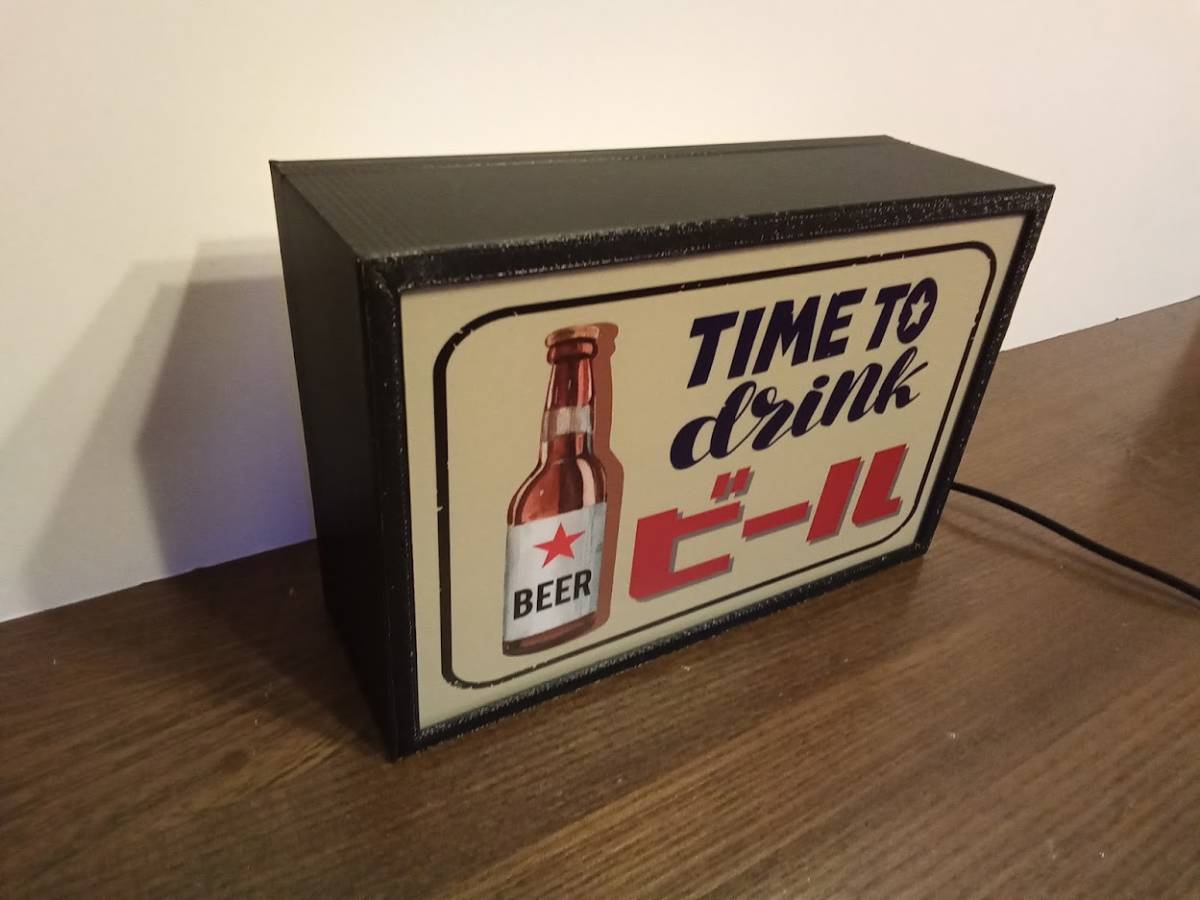 TIME TO
drink
ビール
BEER